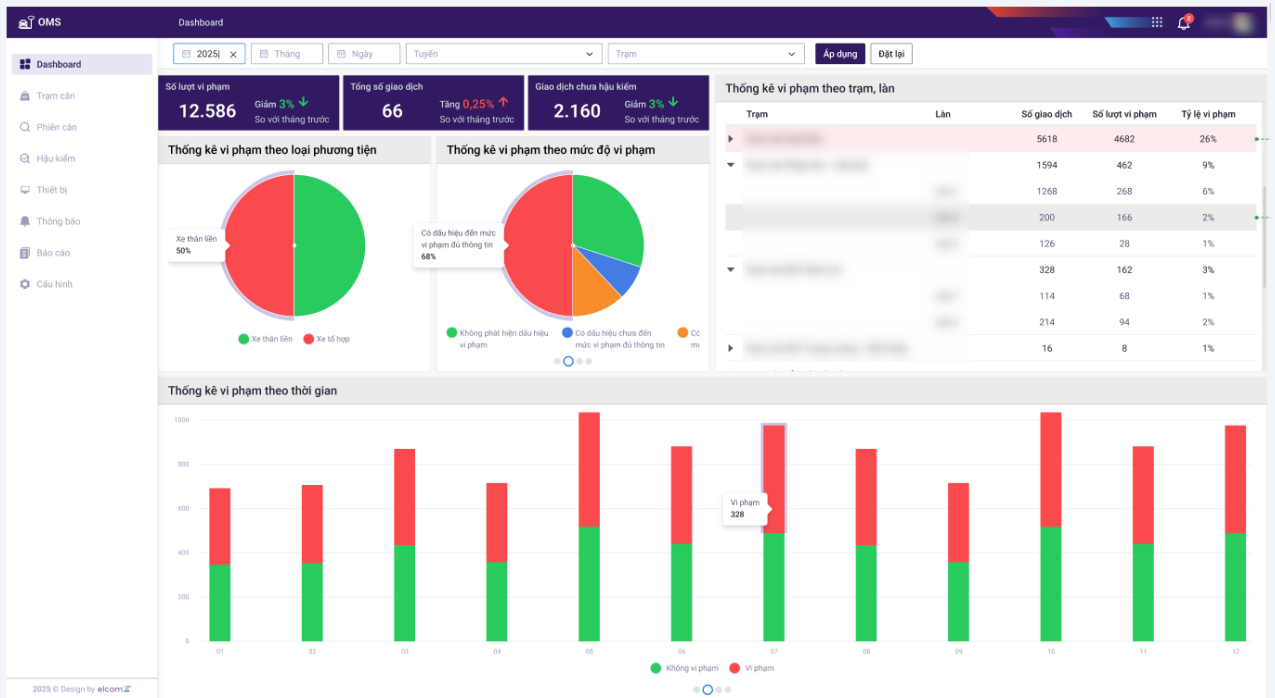 OMS
Dashboard
8
2025 Tháng Ngày Tuyến Trạm Áp dụng Đặt lại
Dashboard
Trạm cân
Phiên cân
Hậu kiểm
Thiết bị
Thông báo
Báo cáo
Cấu hình
2025 © Design by elcom
Số lượt vi phạm
12.586
Giảm 3%
So với tháng trước
Tổng số giao dịch
66
Tăng 0,25%
So với tháng trước
Giao dịch chưa hậu kiểm
2.160
Giảm 3%
So với tháng trước
Thống kê vi phạm theo loại phương tiện
Xe thân liền
50%
Xe thân liền Xe tổ hợp
Thống kê vi phạm theo mức độ vi phạm
Có dấu hiệu đến mức
vi phạm đủ thông tin
68%
Không phát hiện dấu hiệu
vi phạm
Có dấu hiệu chưa đến
mức vi phạm đủ thông tin
Thống kê vi phạm theo trạm, làn
Trạm Làn Số giao dịch Số lượt vi phạm Tỷ lệ vi phạm
5618 4682 26%
1594 462 9%
1268 268 6%
200 166 2%
126 28 1%
328 162 3%
114 68 1%
214 94 2%
16 8 1%
Thống kê vi phạm theo thời gian
1000
800
600
400
200
0
Vi phạm
328
01 02 03 04 05 06 07 08 09 10 11 12
Không vi phạm Vi phạm